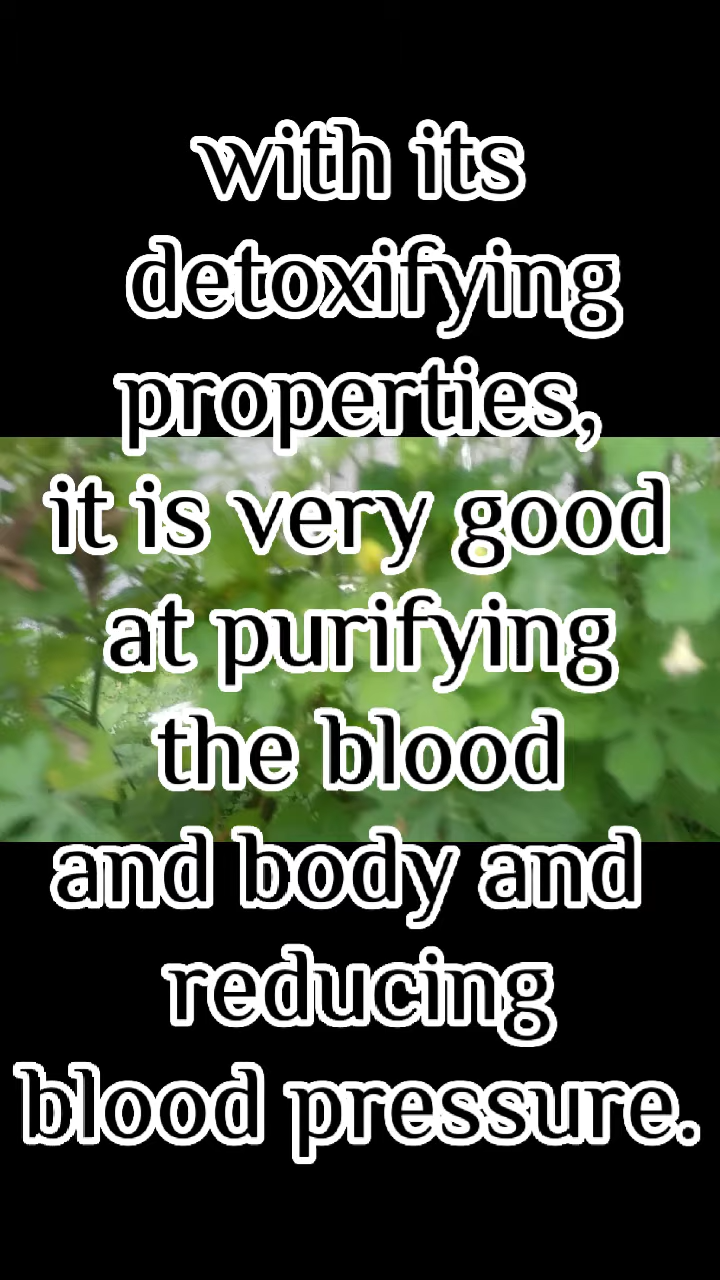 with its
detoxifying
properties,
it is very good
at purifying
the blood
and body and
reducing
blood pressure.